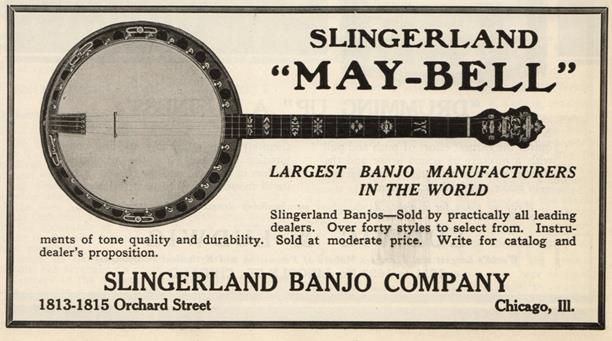 SLINGERLAND
"MAY-BELL"
LARGEST BANJO MANUFACTURERS
IN THE WORLD
Slingerland Banjos—Sold by practically all leading
dealers. Over forty styles to select from. Instru-
ments of tone quality and durability. Sold at moderate price. Write for catalog and
dealer's proposition.
SLINGERLAND BANJO COMPANY
1813-1815 Orchard Street Chicago, Ill.